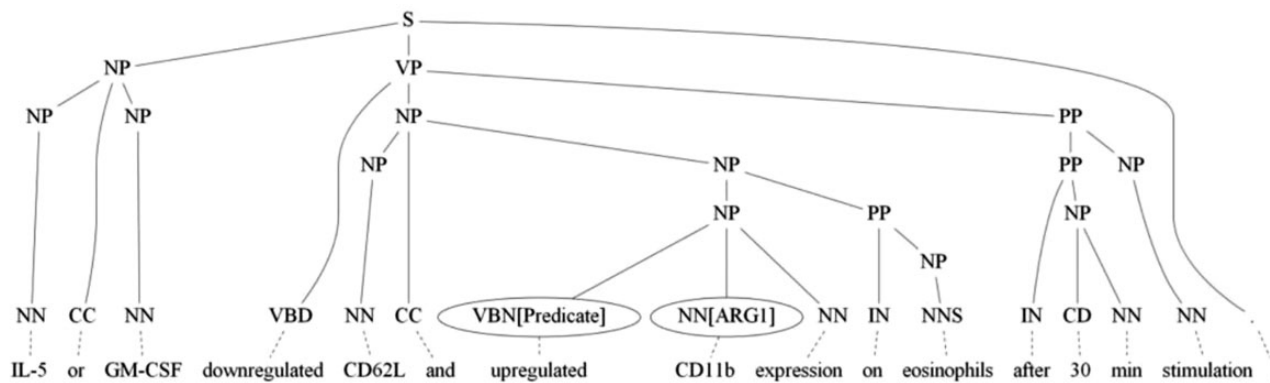 S
NP VP
NP NP NP PP
NP NP PP NP
NP PP NP
NP
NN CC NN VBD NN CC VBN[Predicate] NN[ARG1] NN IN NNS IN CD NN NN .
IL-5 or GM-CSF downregulated CD62L and upregulated CD11b expression on eosinophils after 30 min stimulation